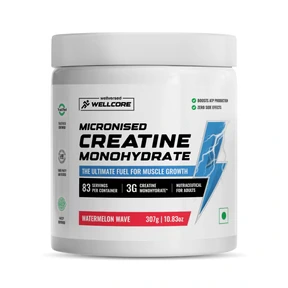 wellversed
WELLCORE
BOOSTS ATP PRODUCTION
ZERO SIDE EFFECTS
MICRONISED
CREATINE
MONOHYDRATE
THE ULTIMATE FUEL FOR MUSCLE GROWTH
83 SERVINGS PER CONTAINER
3G CREATINE MONOHYDRATE*
NUTRACEUTICAL FOR ADULTS
WATERMELON WAVE
307g | 10.83oz